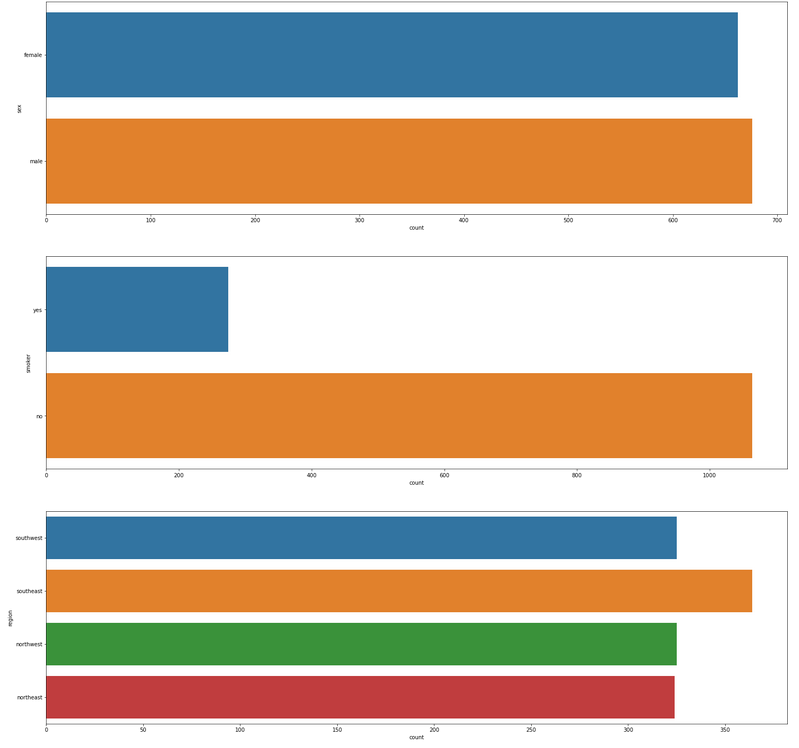 female
sex
male
0 100 200 300 400 500 600 700
count
yes
smoker
no
0 200 400 600 800 1000
count
southwest
southeast
region
northwest
northeast
0 50 100 150 200 250 300 350
count